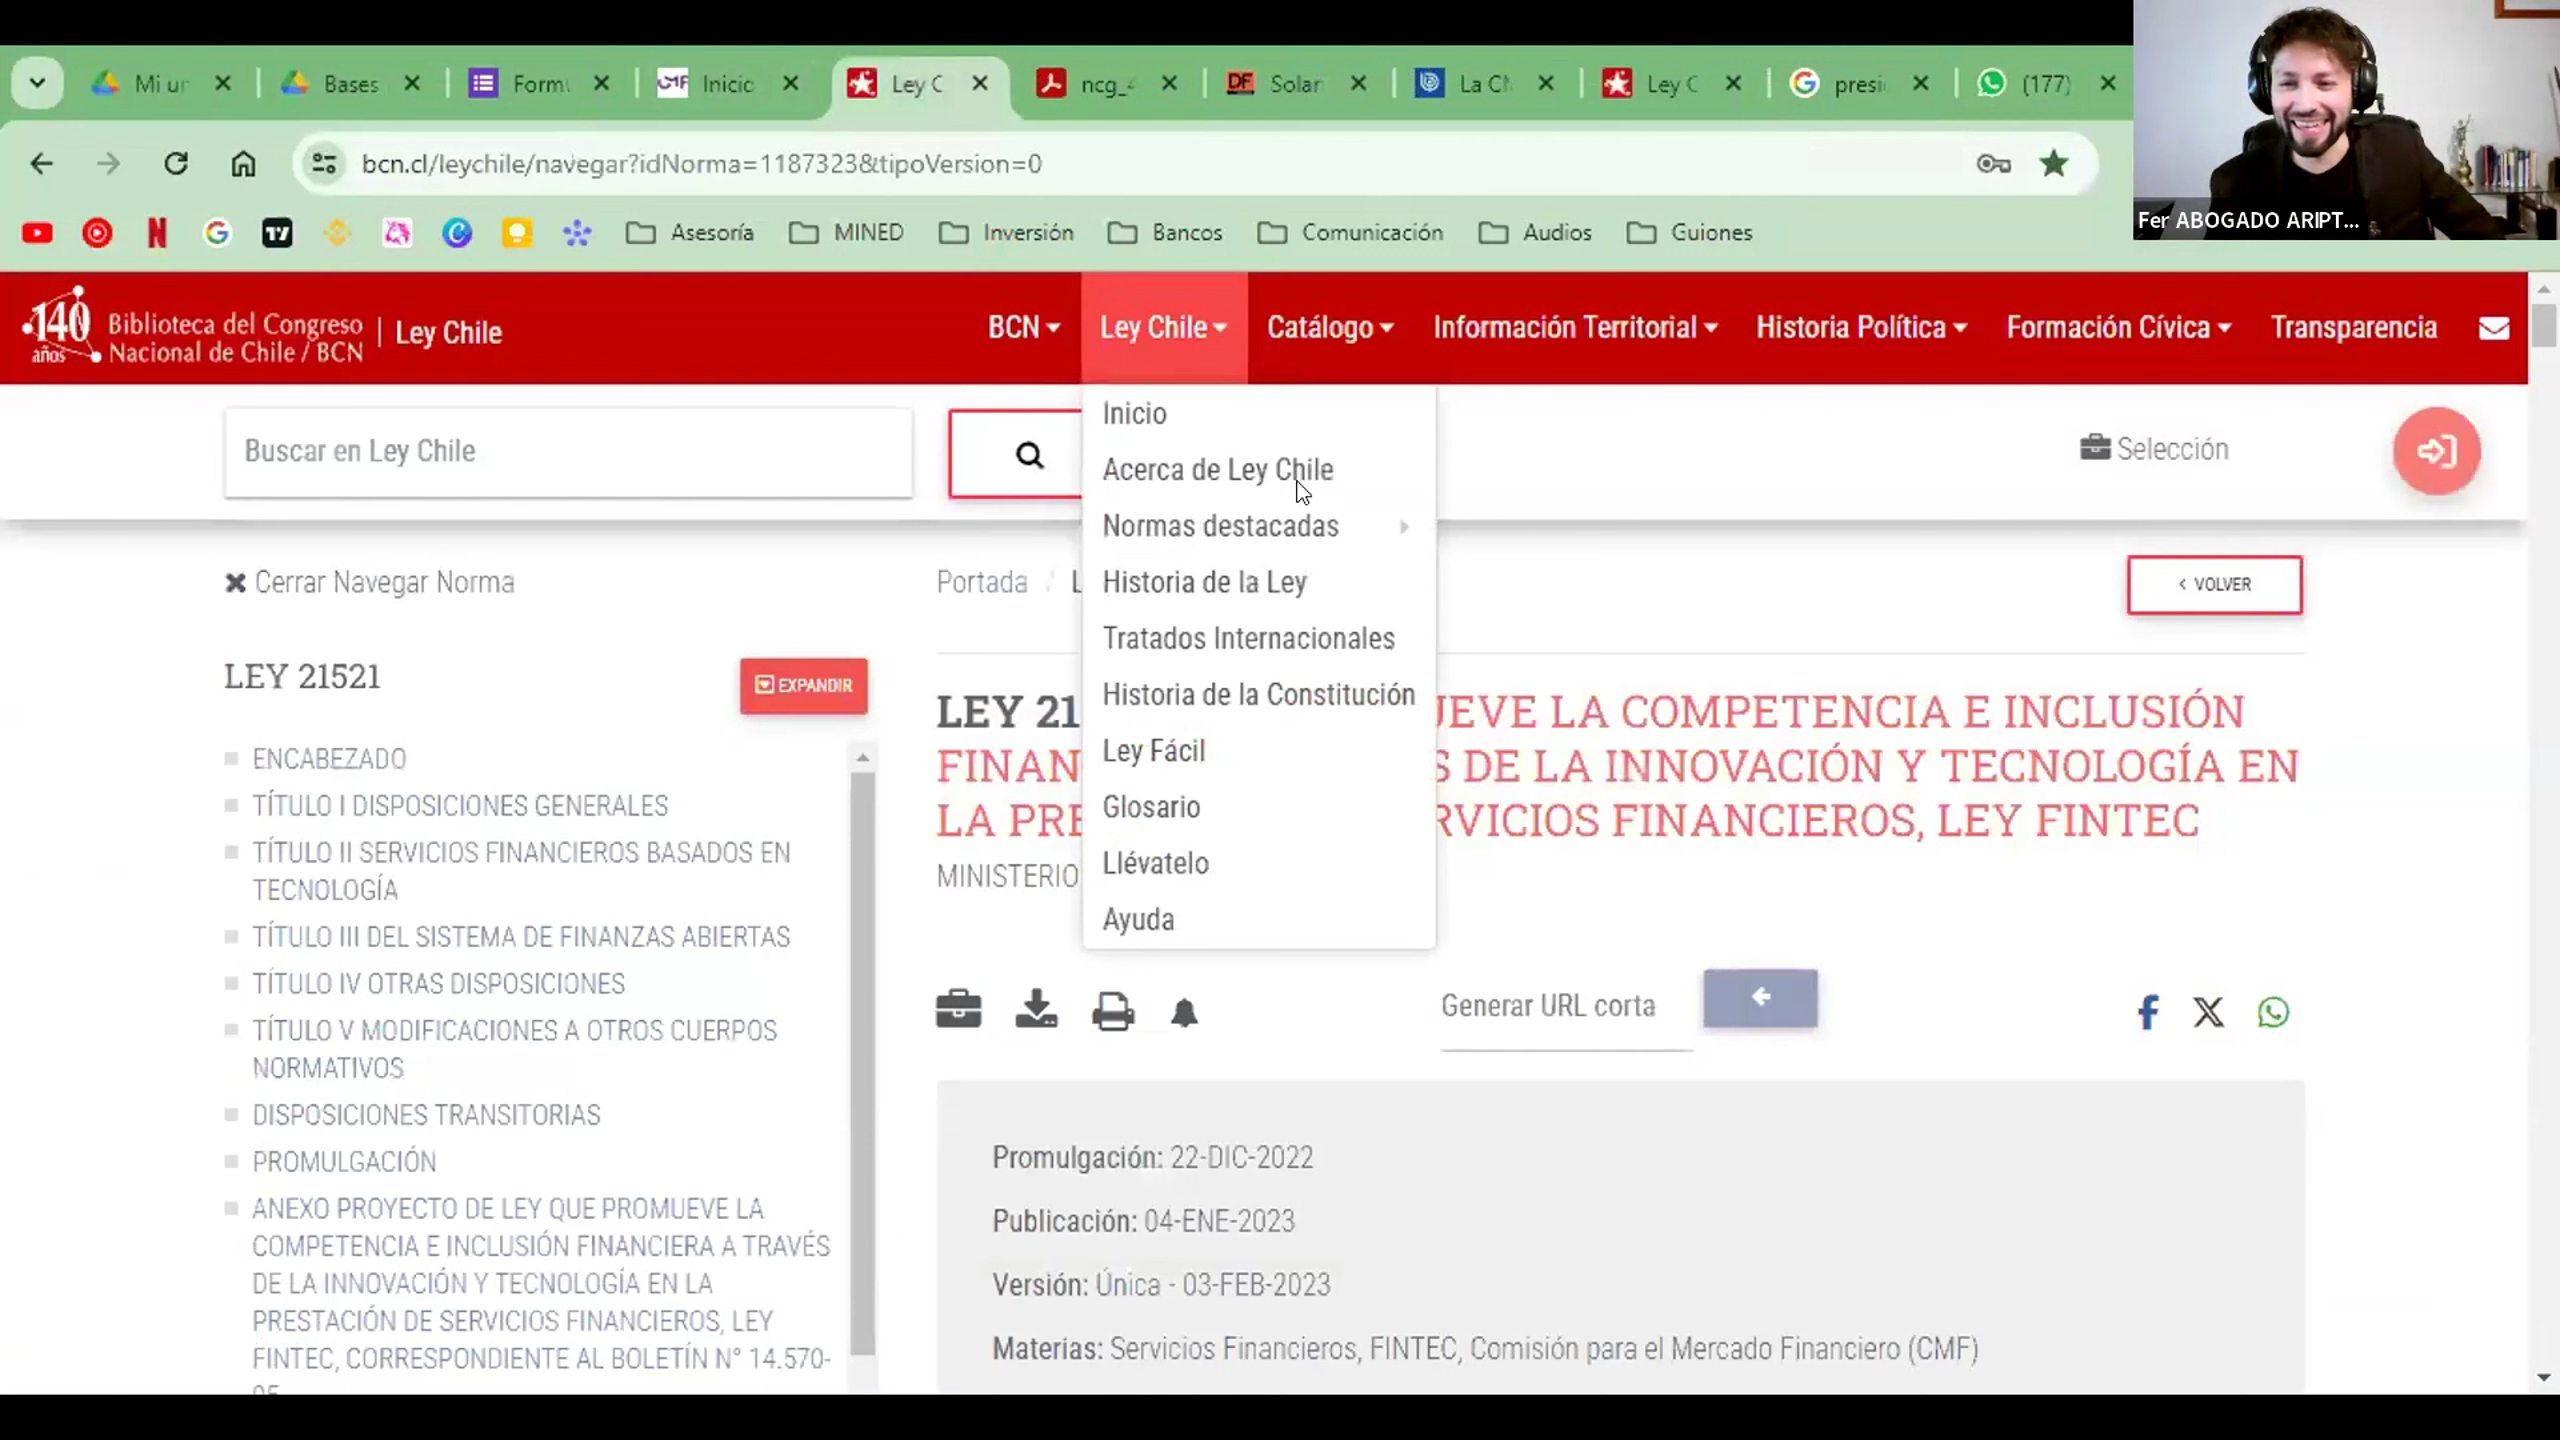 Mi un
Bases
Formu
CMF Inicio
Ley C
ncg_4
DF Solar
La CM
Ley C
presi
(177)
bcn.cl/leychile/navegar?idNorma=1187323&tipoVersion=0
Asesoría
MINED
Inversión
Bancos
Comunicación
Audios
Guiones
Fer ABOGADO ARIPT...
140 años
Biblioteca del Congreso
Nacional de Chile / BCN
Ley Chile
BCN
Ley Chile
Catálogo
Información Territorial
Historia Política
Formación Cívica
Transparencia
Buscar en Ley Chile
Inicio
Acerca de Ley Chile
Normas destacadas
Historia de la Ley
Tratados Internacionales
Historia de la Constitución
Ley Fácil
Glosario
Llévatelo
Ayuda
Selección
Cerrar Navegar Norma
Portada / L
< VOLVER
LEY 21521
EXPANDIR
ENCABEZADO
TÍTULO I DISPOSICIONES GENERALES
TÍTULO II SERVICIOS FINANCIEROS BASADOS EN
TECNOLOGÍA
TÍTULO III DEL SISTEMA DE FINANZAS ABIERTAS
TÍTULO IV OTRAS DISPOSICIONES
TÍTULO V MODIFICACIONES A OTROS CUERPOS
NORMATIVOS
DISPOSICIONES TRANSITORIAS
PROMULGACIÓN
ANEXO PROYECTO DE LEY QUE PROMUEVE LA
COMPETENCIA E INCLUSIÓN FINANCIERA A TRAVÉS
DE LA INNOVACIÓN Y TECNOLOGÍA EN LA
PRESTACIÓN DE SERVICIOS FINANCIEROS, LEY
FINTEC, CORRESPONDIENTE AL BOLETÍN N° 14.570-
LEY 21 UEVE LA COMPETENCIA E INCLUSIÓN
FINAN S DE LA INNOVACIÓN Y TECNOLOGÍA EN
LA PRE RVICIOS FINANCIEROS, LEY FINTEC
MINISTERIO
Generar URL corta
Promulgación: 22-DIC-2022
Publicación: 04-ENE-2023
Versión: Única - 03-FEB-2023
Materias: Servicios Financieros, FINTEC, Comisión para el Mercado Financiero (CMF)